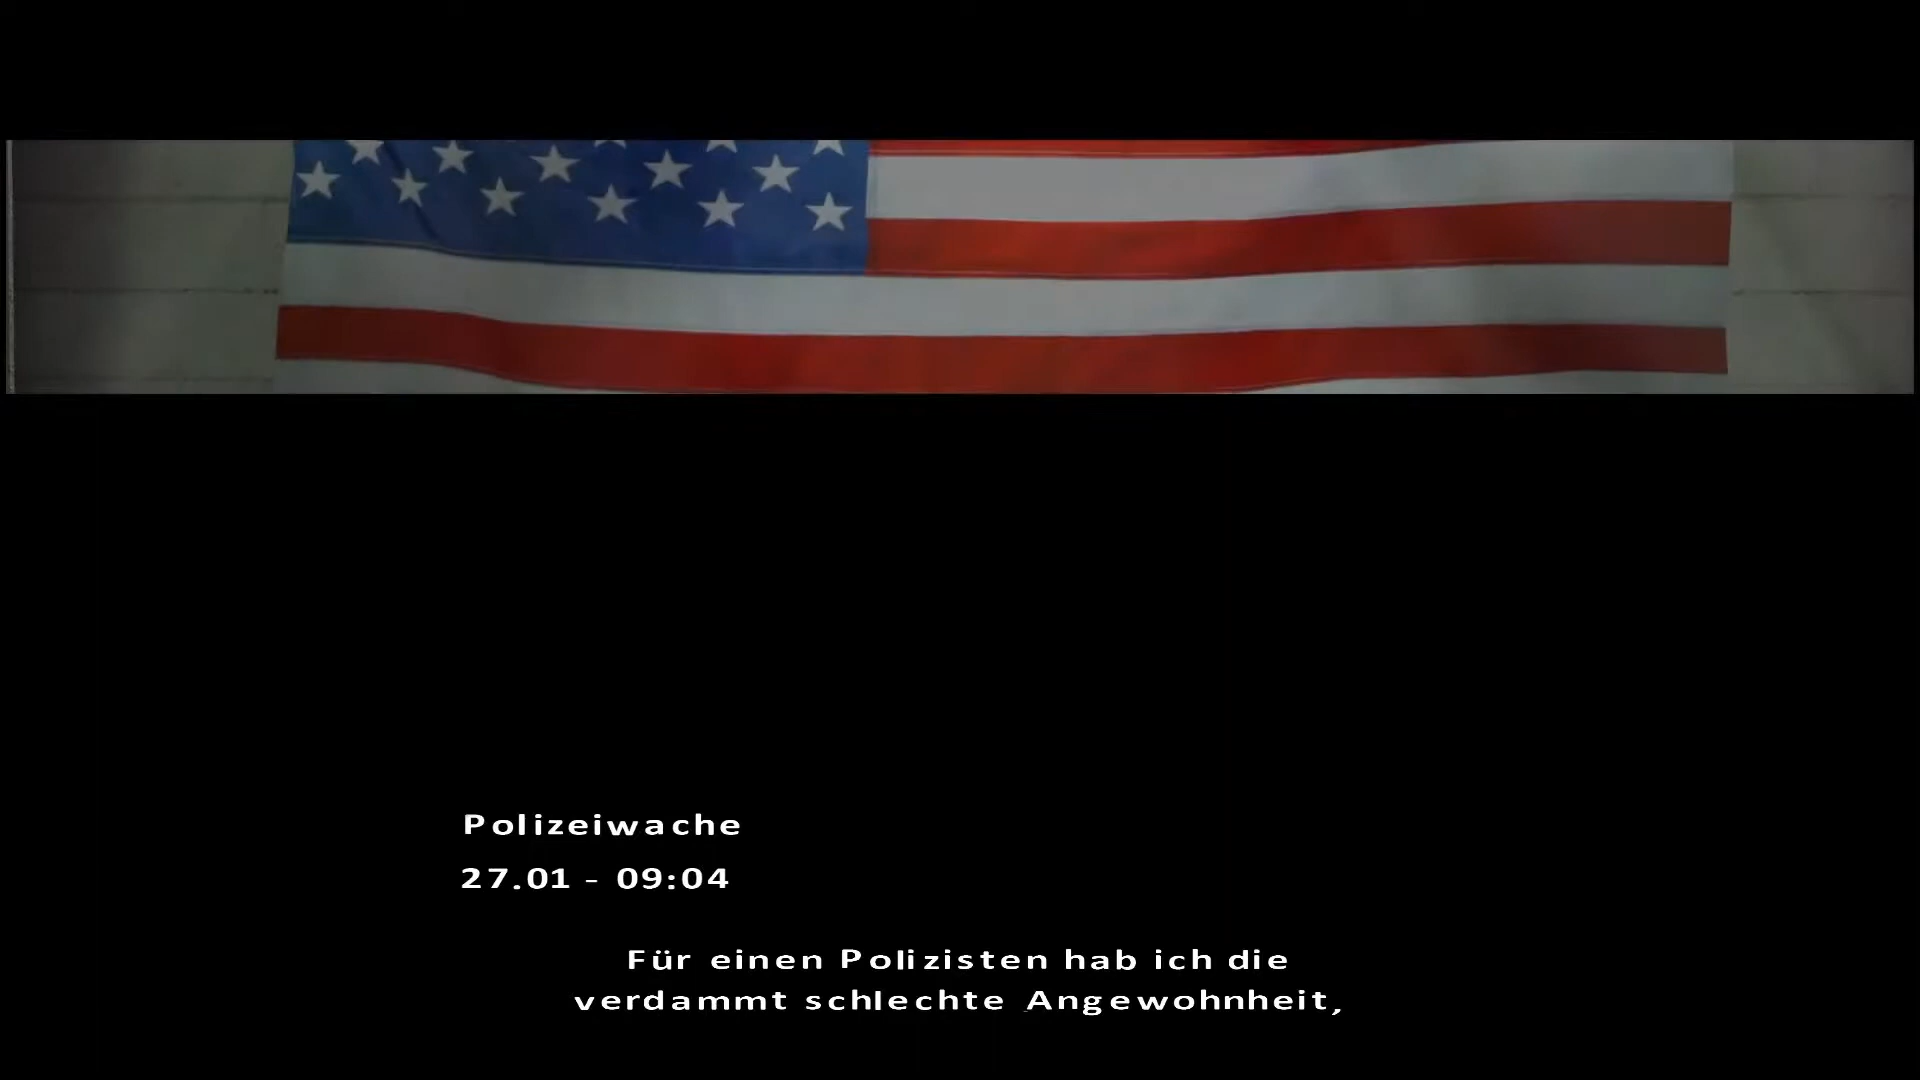 Polizeiwache
27.01 - 09:04
Für einen Polizisten hab ich die
verdammt schlechte Angewohnheit,